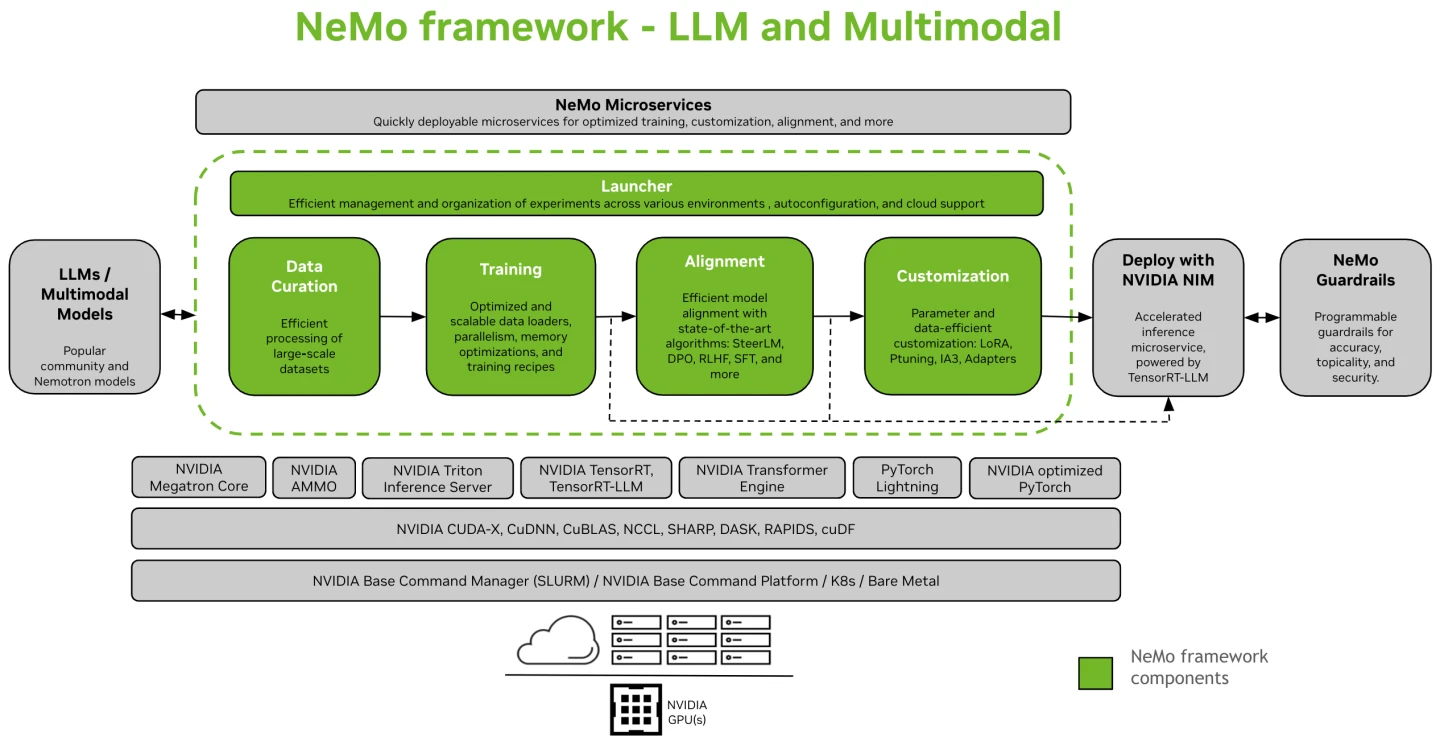 NeMo framework - LLM and Multimodal
NeMo Microservices
Quickly deployable microservices for optimized training, customization, alignment, and more
Launcher
Efficient management and organization of experiments across various environments , autoconfiguration, and cloud support
LLMs /
Multimodal
Models
Popular
community and
Nemotron models
Data
Curation
Efficient
processing of
large-scale
datasets
Training
Optimized and
scalable data loaders,
parallelism, memory
optimizations, and
training recipes
Alignment
Efficient model
alignment with
state-of-the-art
algorithms: SteerLM,
DPO, RLHF, SFT, and
more
Customization
Parameter and
data-efficient
customization: LoRA,
Ptuning, IA3, Adapters
Deploy with
NVIDIA NIM
Accelerated
inference
microservice,
powered by
TensorRT-LLM
NeMo
Guardrails
Programmable
guardrails for
accuracy,
topicality, and
security.
NVIDIA
Megatron Core
NVIDIA
AMMO
NVIDIA Triton
Inference Server
NVIDIA TensorRT,
TensorRT-LLM
NVIDIA Transformer
Engine
PyTorch
Lightning
NVIDIA optimized
PyTorch
NVIDIA CUDA-X, CuDNN, CuBLAS, NCCL, SHARP, DASK, RAPIDS, cuDF
NVIDIA Base Command Manager (SLURM) / NVIDIA Base Command Platform / K8s / Bare Metal
NVIDIA
GPU(s)
NeMo framework
components